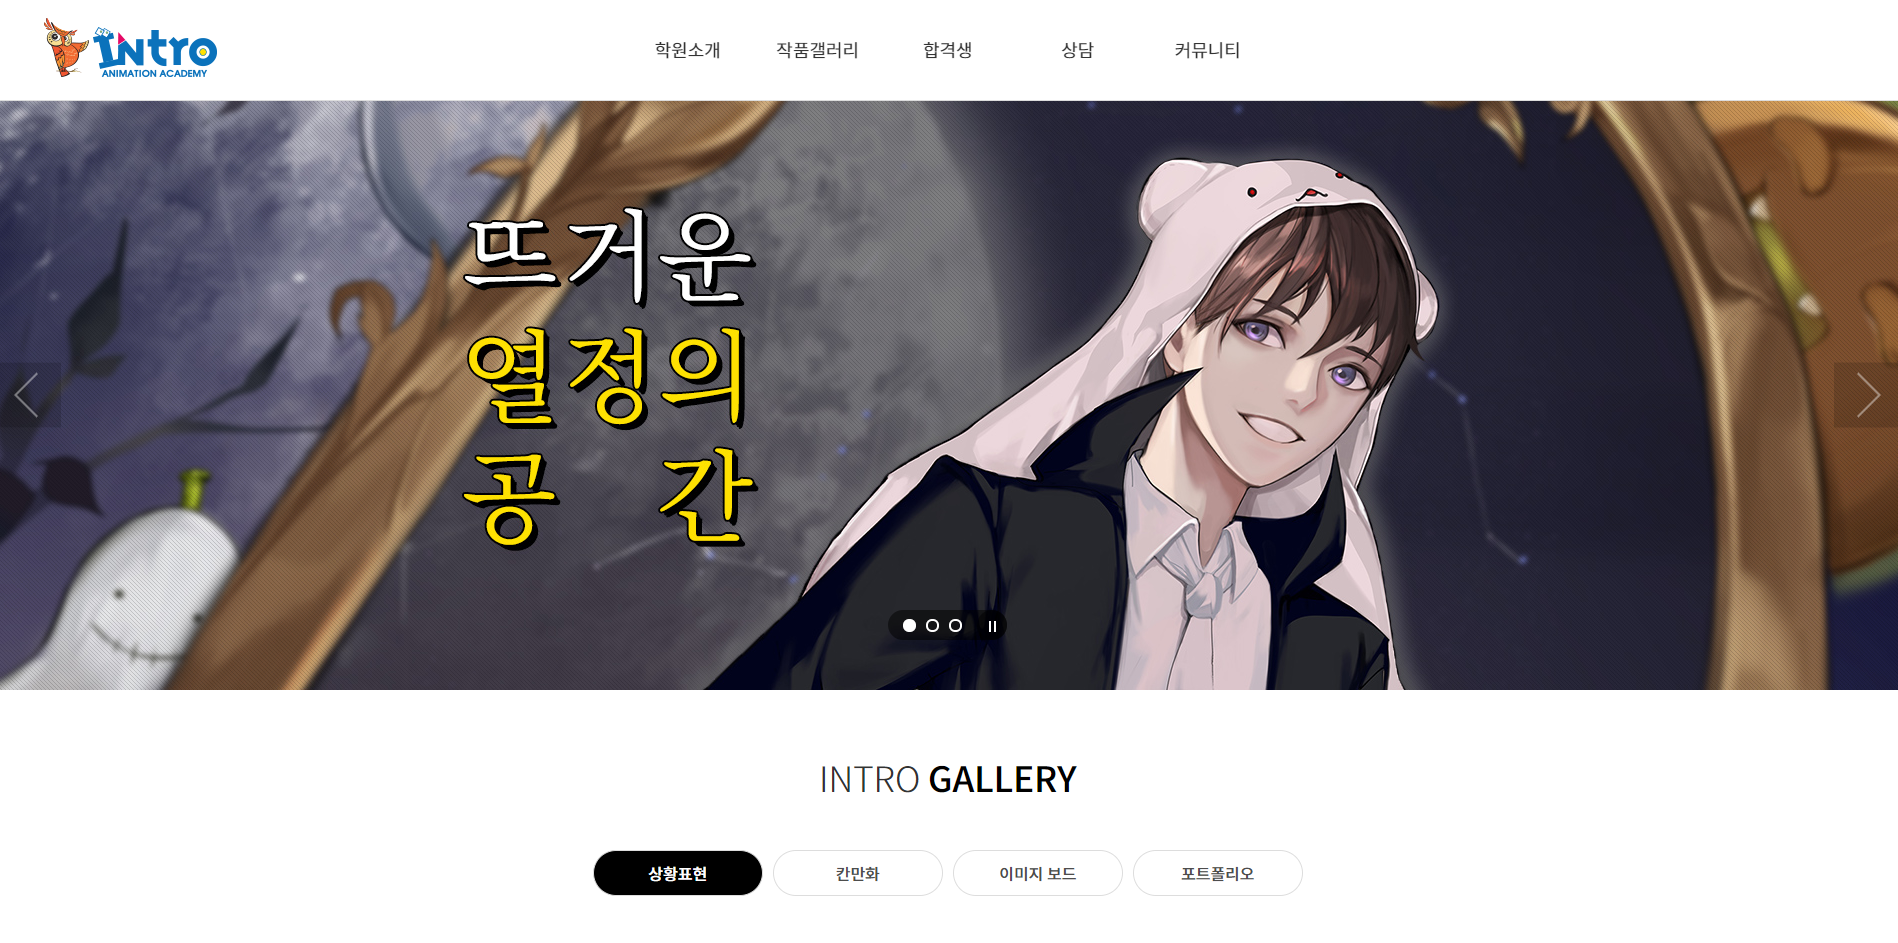 Intro
ANIMATION ACADEMY
학원소개
작품갤러리
합격생
상담
커뮤니티
뜨거운
열정의
공 간
INTRO GALLERY
상황표현
칸만화
이미지 보드
포트폴리오